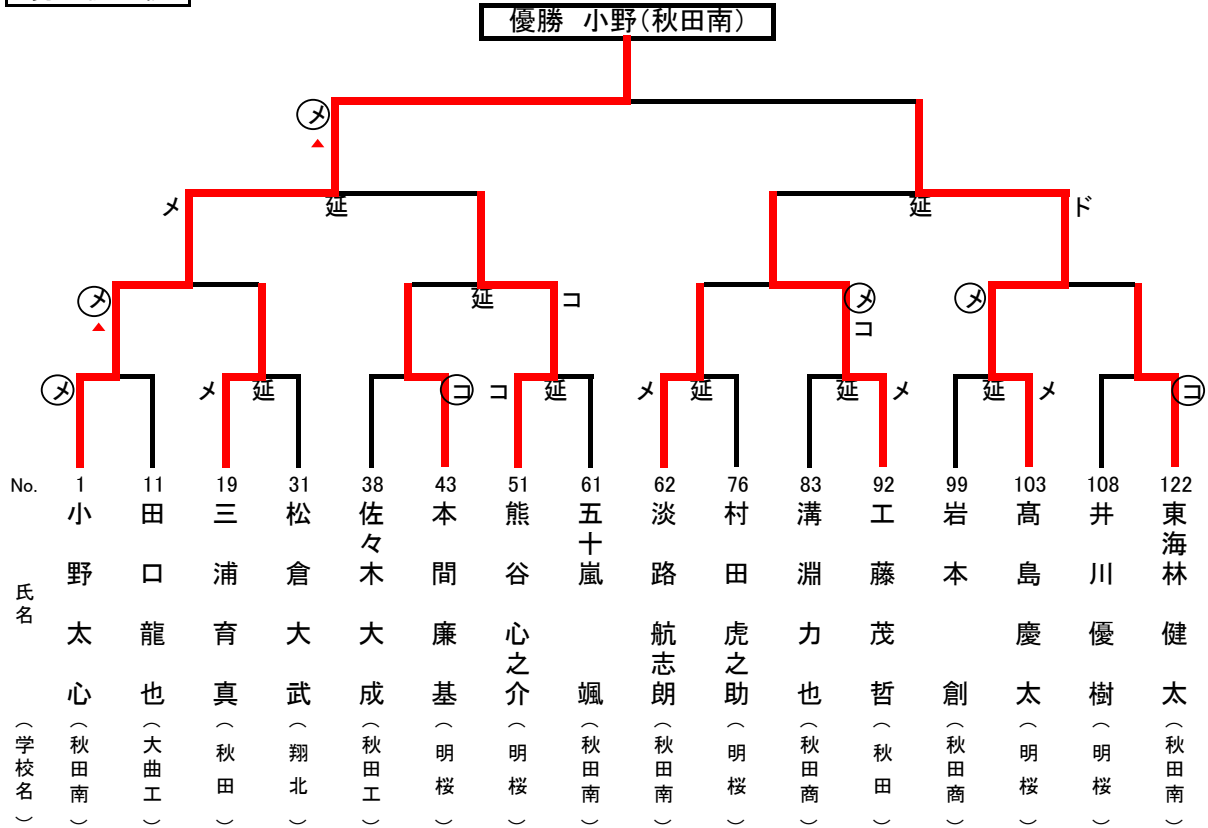 優勝 小野(秋田南)
メ
▲
メ 延 延 ド
メ 延 コ メ メ
▲ コ
メ メ 延 コ コ 延 メ 延 延 メ 延 メ コ
No. 1 11 19 31 38 43 51 61 62 76 83 92 99 103 108 122
氏名
小野太心
田口龍也
三浦育真
松倉大武
佐々木大成
本間廉基
熊谷心之介
五十嵐颯
淡路航志朗
村田虎之助
溝淵力也
工藤茂哲
岩本創
髙島慶太
井川優樹
東海林健太
(学校名)
(秋田南)
(大曲工)
(秋田)
(翔北)
(秋田工)
(明桜)
(明桜)
(秋田南)
(秋田南)
(明桜)
(秋田商)
(秋田)
(秋田商)
(明桜)
(明桜)
(秋田南)